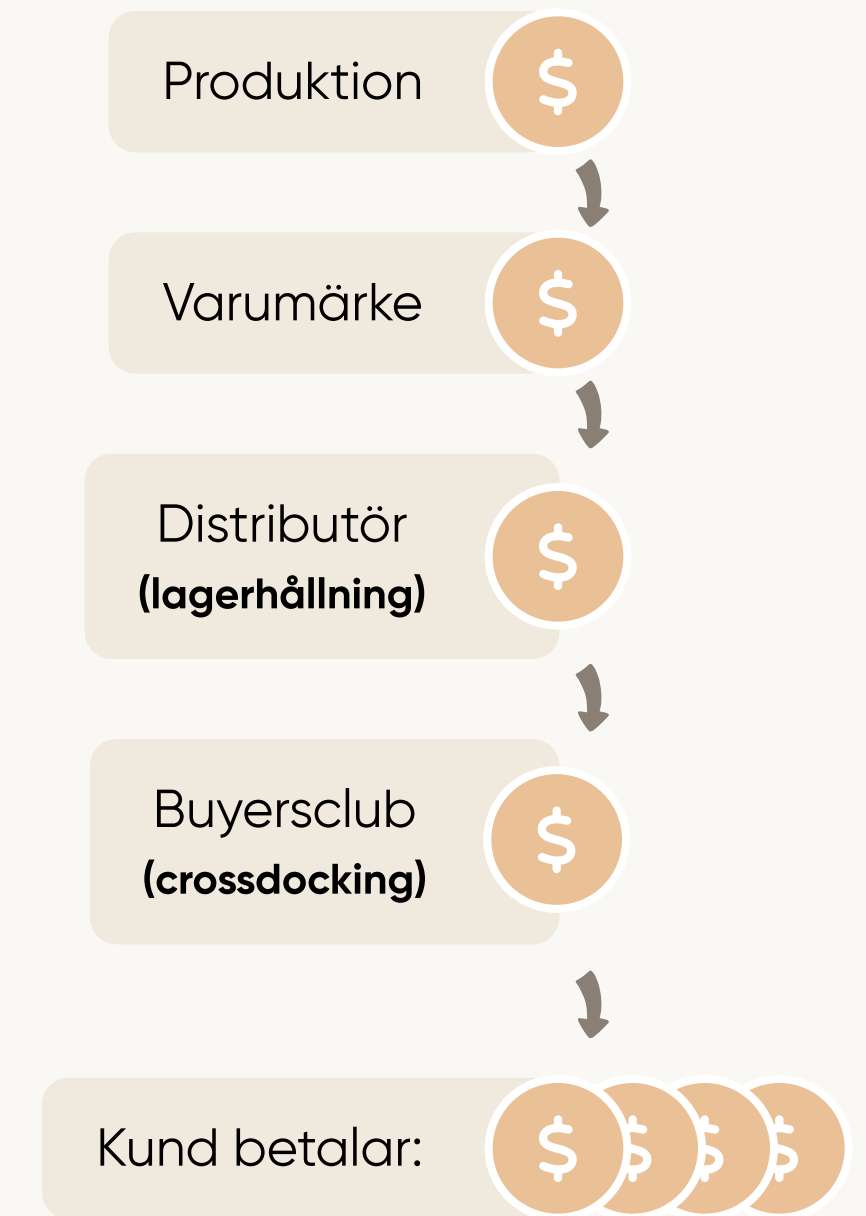 Produktion
$
Varumärke
$
Distributör
(lagerhållning)
$
Buyersclub
(crossdocking)
$
Kund betalar:
$ $ $ $